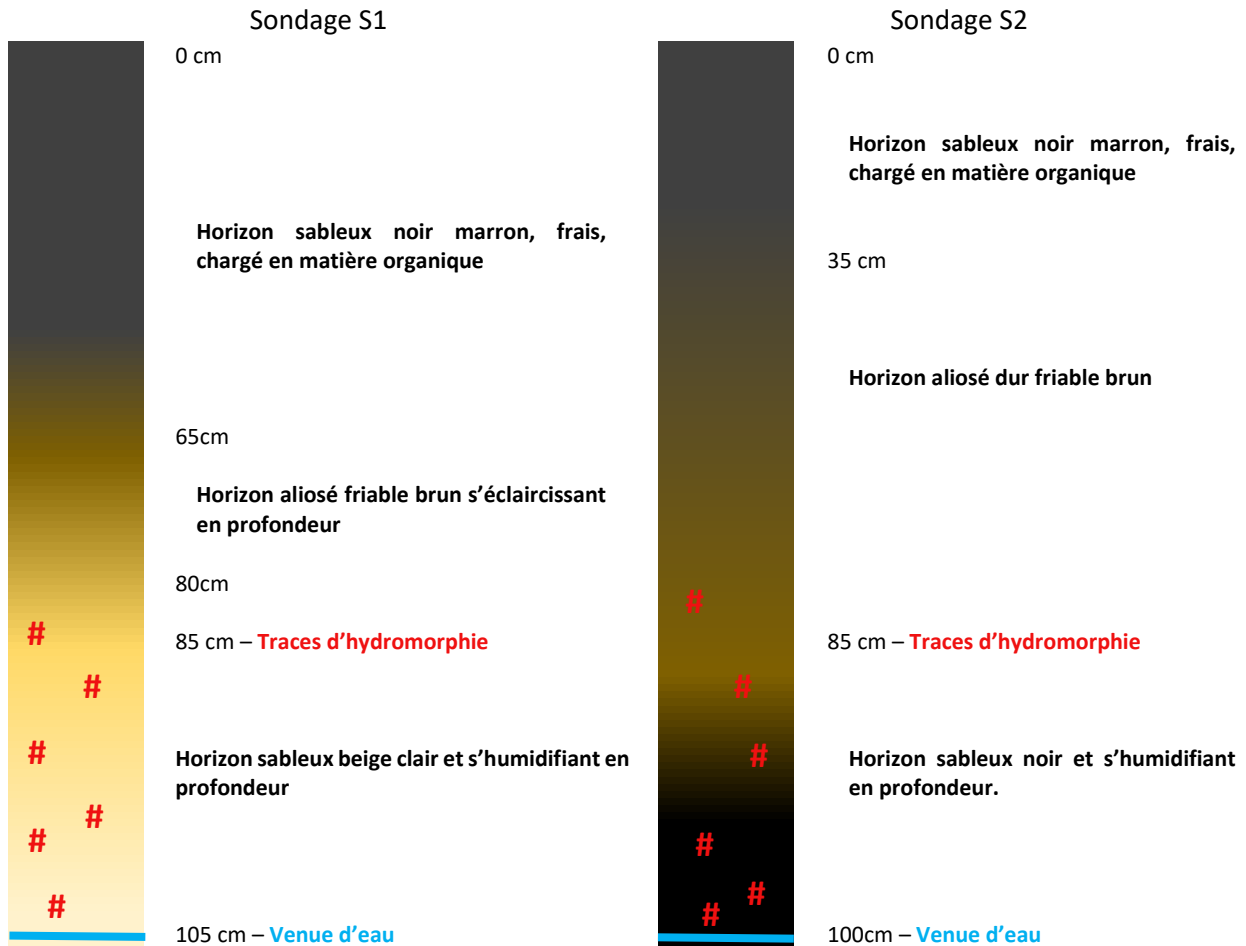 Sondage S1
0 cm
Horizon sableux noir marron, frais,
chargé en matière organique
65cm
Horizon aliosé friable brun s’éclaircissant
en profondeur
80cm
#
85 cm – Traces d’hydromorphie
#
#
Horizon sableux beige clair et s’humidifiant en
profondeur
#
#
#
105 cm – Venue d’eau
Sondage S2
0 cm
Horizon sableux noir marron, frais,
chargé en matière organique
35 cm
Horizon aliosé dur friable brun
#
85 cm – Traces d’hydromorphie
#
#
Horizon sableux noir et s’humidifiant
en profondeur.
#
#
#
100cm – Venue d’eau